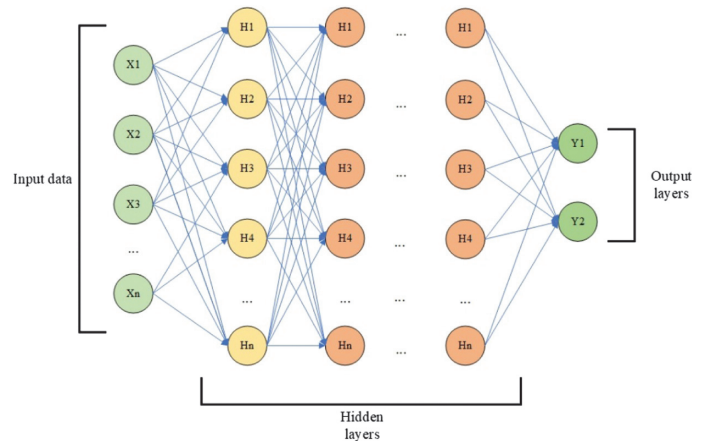 H1 H1 ... H1
X1
H2 H2 ... H2
X2
Y1
H3 H3 ... H3
Input data
Output
layers
X3
Y2
H4 H4 ... H4
...
Xn
... ... ... ...
Hn Hn ... Hn
Hidden
layers